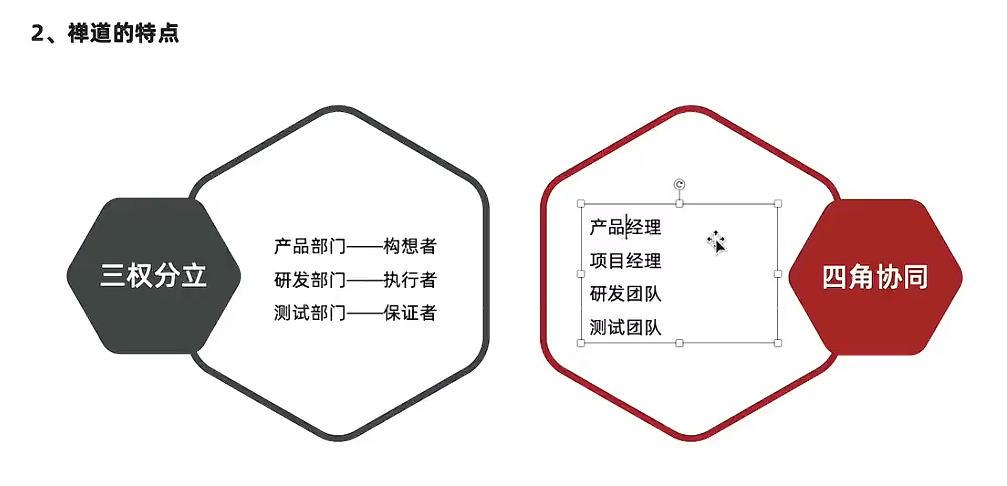 2、禅道的特点
三权分立
产品部门——构想者
研发部门——执行者
测试部门——保证者
产品经理
项目经理
研发团队
测试团队
四角协同